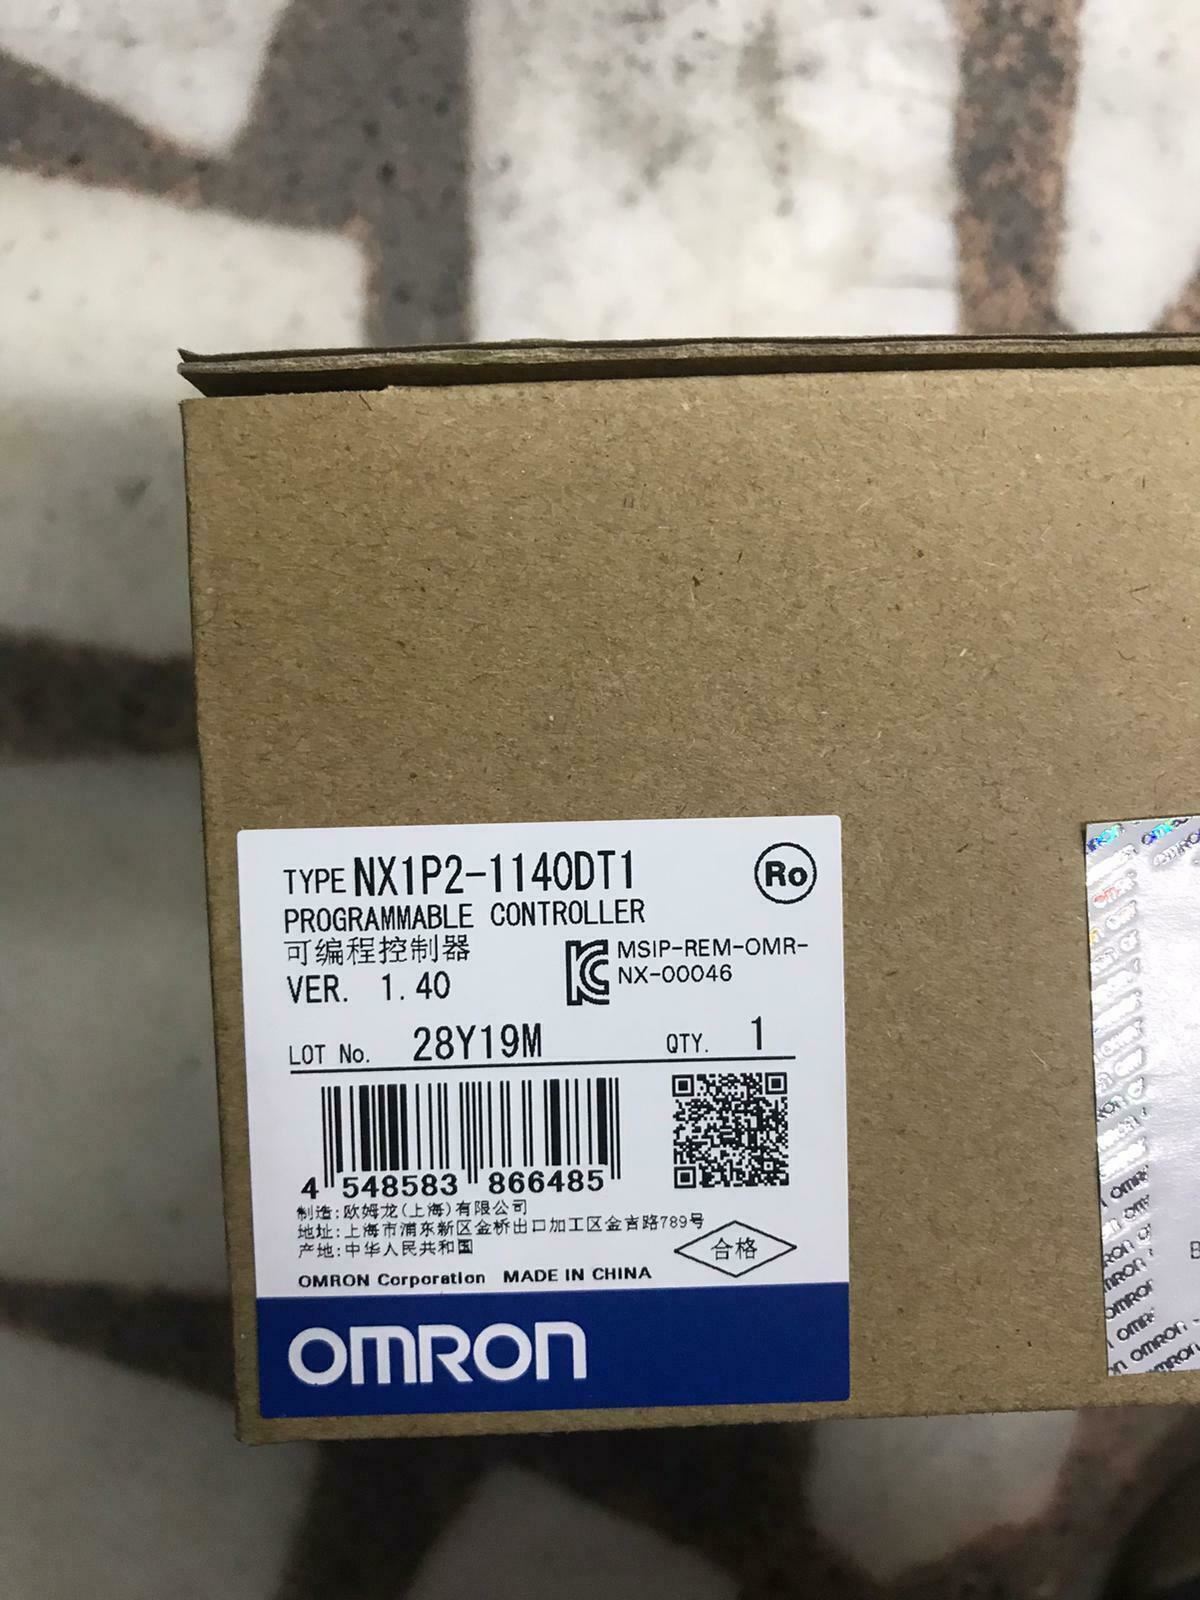 TYPE NX1P2-1140DT1
Ro
PROGRAMMABLE CONTROLLER
可编程控制器
MSIP-REM-OMR-
NX-00046
VER. 1.40
LOT No. 28Y19M QTY. 1
4 548583 866485
制造:欧姆龙(上海)有限公司
地址:上海市浦东新区金桥出口加工区金吉路789号
产地:中华人民共和国
合格
OMRON Corporation MADE IN CHINA
OMRON